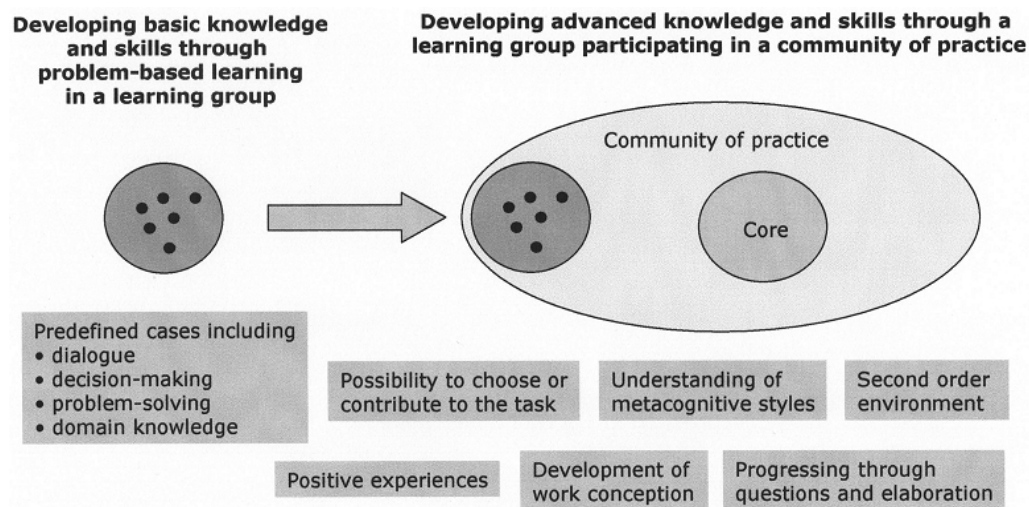 Developing basic knowledge
and skills through
problem-based learning
in a learning group
Developing advanced knowledge and skills through a
learning group participating in a community of practice
Community of practice
Core
Predefined cases including
• dialogue
• decision-making
• problem-solving
• domain knowledge
Possibility to choose or
contribute to the task
Understanding of
metacognitive styles
Second order
environment
Positive experiences
Development of
work conception
Progressing through
questions and elaboration